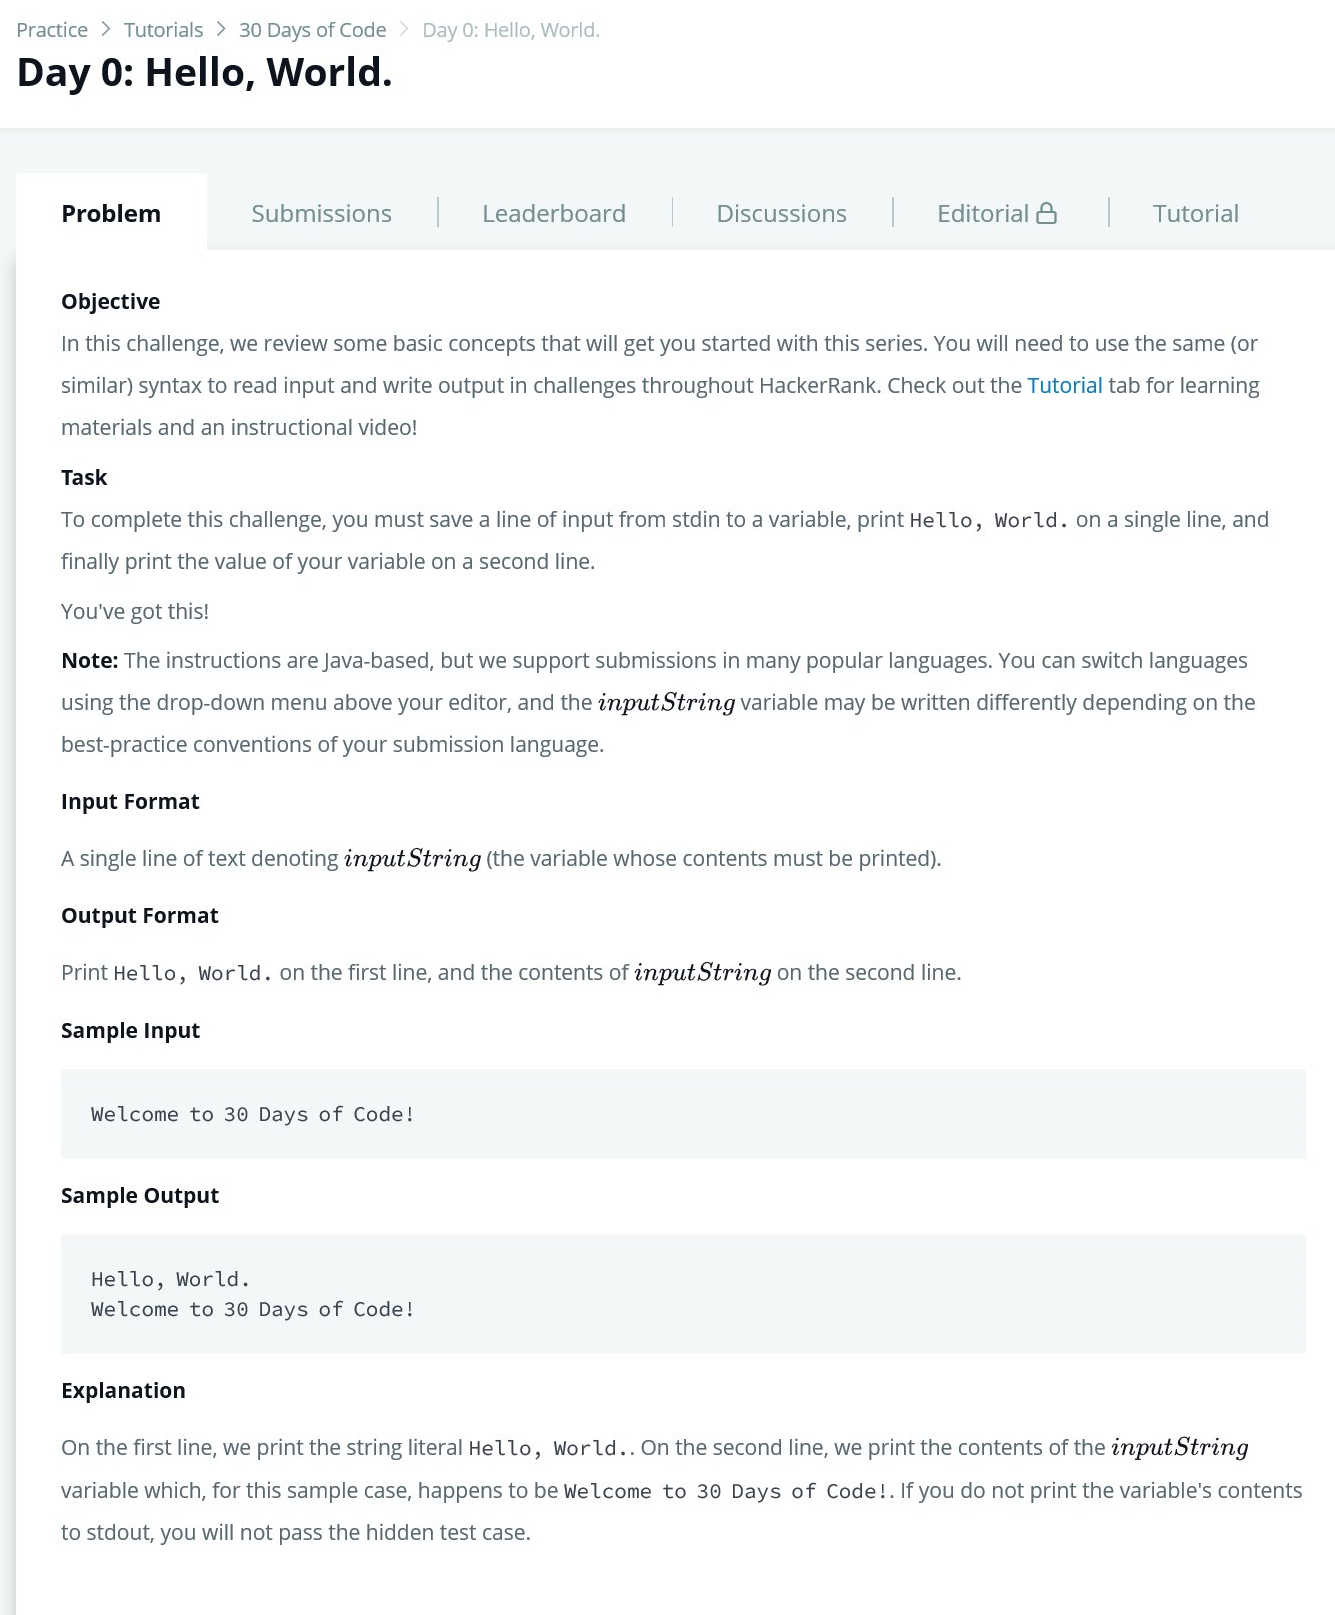 Practice > Tutorials > 30 Days of Code > Day 0: Hello, World.
Day 0: Hello, World.
Problem Submissions Leaderboard Discussions Editorial Tutorial
Objective
In this challenge, we review some basic concepts that will get you started with this series. You will need to use the same (or
similar) syntax to read input and write output in challenges throughout HackerRank. Check out the Tutorial tab for learning
materials and an instructional video!
Task
To complete this challenge, you must save a line of input from stdin to a variable, print Hello, World. on a single line, and
finally print the value of your variable on a second line.
You've got this!
Note: The instructions are Java-based, but we support submissions in many popular languages. You can switch languages
using the drop-down menu above your editor, and the inputString variable may be written differently depending on the
best-practice conventions of your submission language.
Input Format
A single line of text denoting inputString (the variable whose contents must be printed).
Output Format
Print Hello, World. on the first line, and the contents of inputString on the second line.
Sample Input
Welcome to 30 Days of Code!
Sample Output
Hello, World.
Welcome to 30 Days of Code!
Explanation
On the first line, we print the string literal Hello, World.. On the second line, we print the contents of the inputString
variable which, for this sample case, happens to be Welcome to 30 Days of Code!. If you do not print the variable's contents
to stdout, you will not pass the hidden test case.